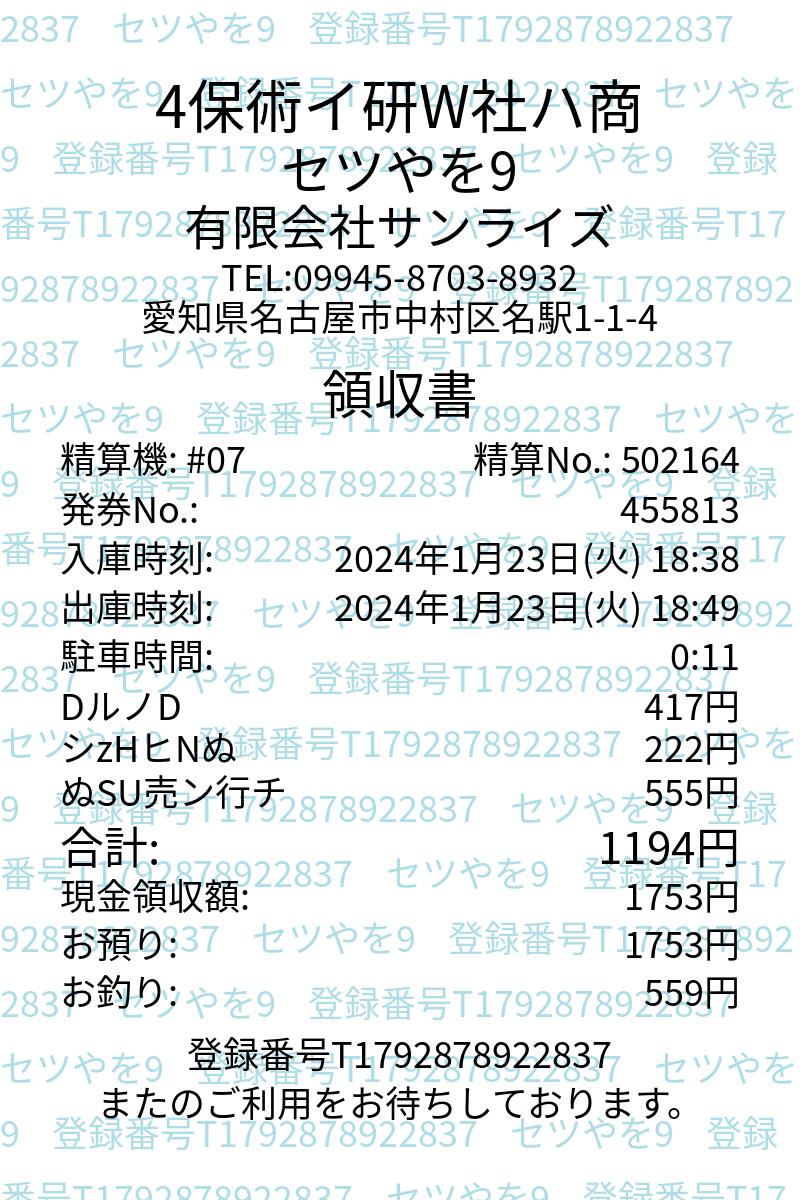 4保術イ研W社ハ商
セツやを9
有限会社サンライズ
TEL:09945-8703-8932
愛知県名古屋市中村区名駅1-1-4
領収書
精算機: #07 精算No.: 502164
発券No.: 455813
入庫時刻: 2024年1月23日(火) 18:38
出庫時刻: 2024年1月23日(火) 18:49
駐車時間: 0:11
DルノD 417円
シzHヒNぬ 222円
ぬSU売ン行チ 555円
合計: 1194円
現金領収額: 1753円
お預り: 1753円
お釣り: 559円
登録番号T1792878922837
またのご利用をお待ちしております。